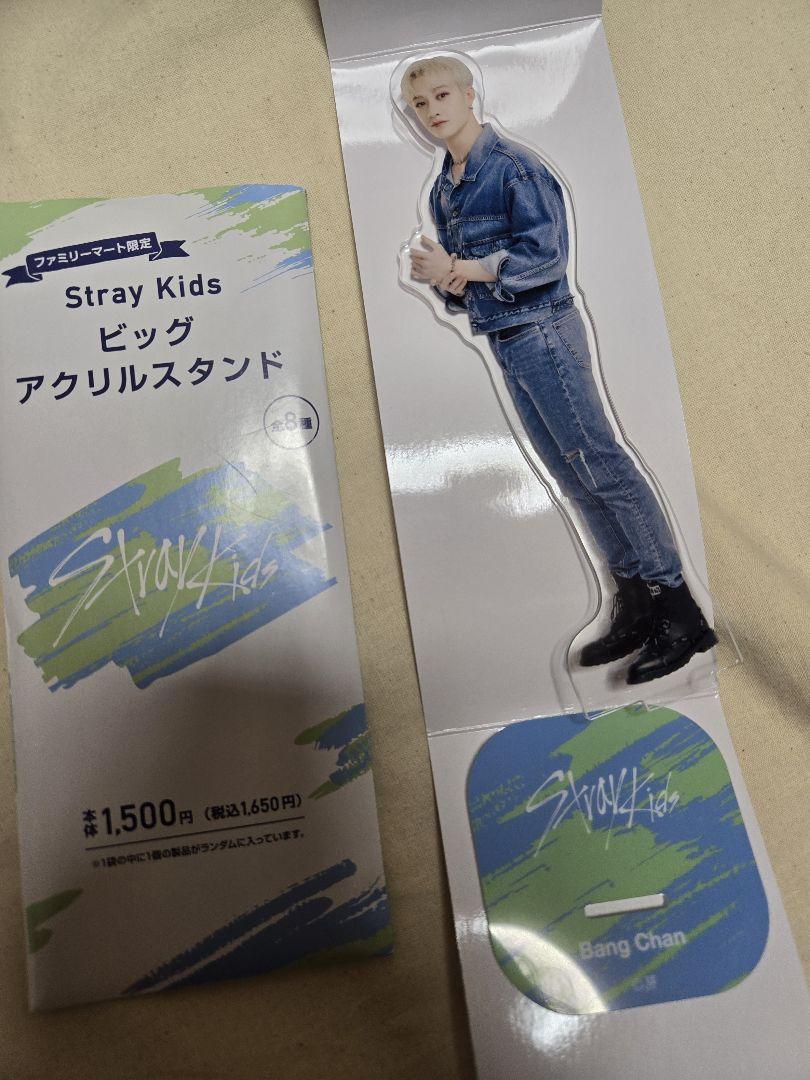 ファミリーマート限定
Stray Kids
ビッグ
アクリルスタンド
全8種
Stray Kids
本体1,500円（税込1,650円）
※1袋の中に1個の製品がランダムに入っています。
Stray Kids
Bang Chan